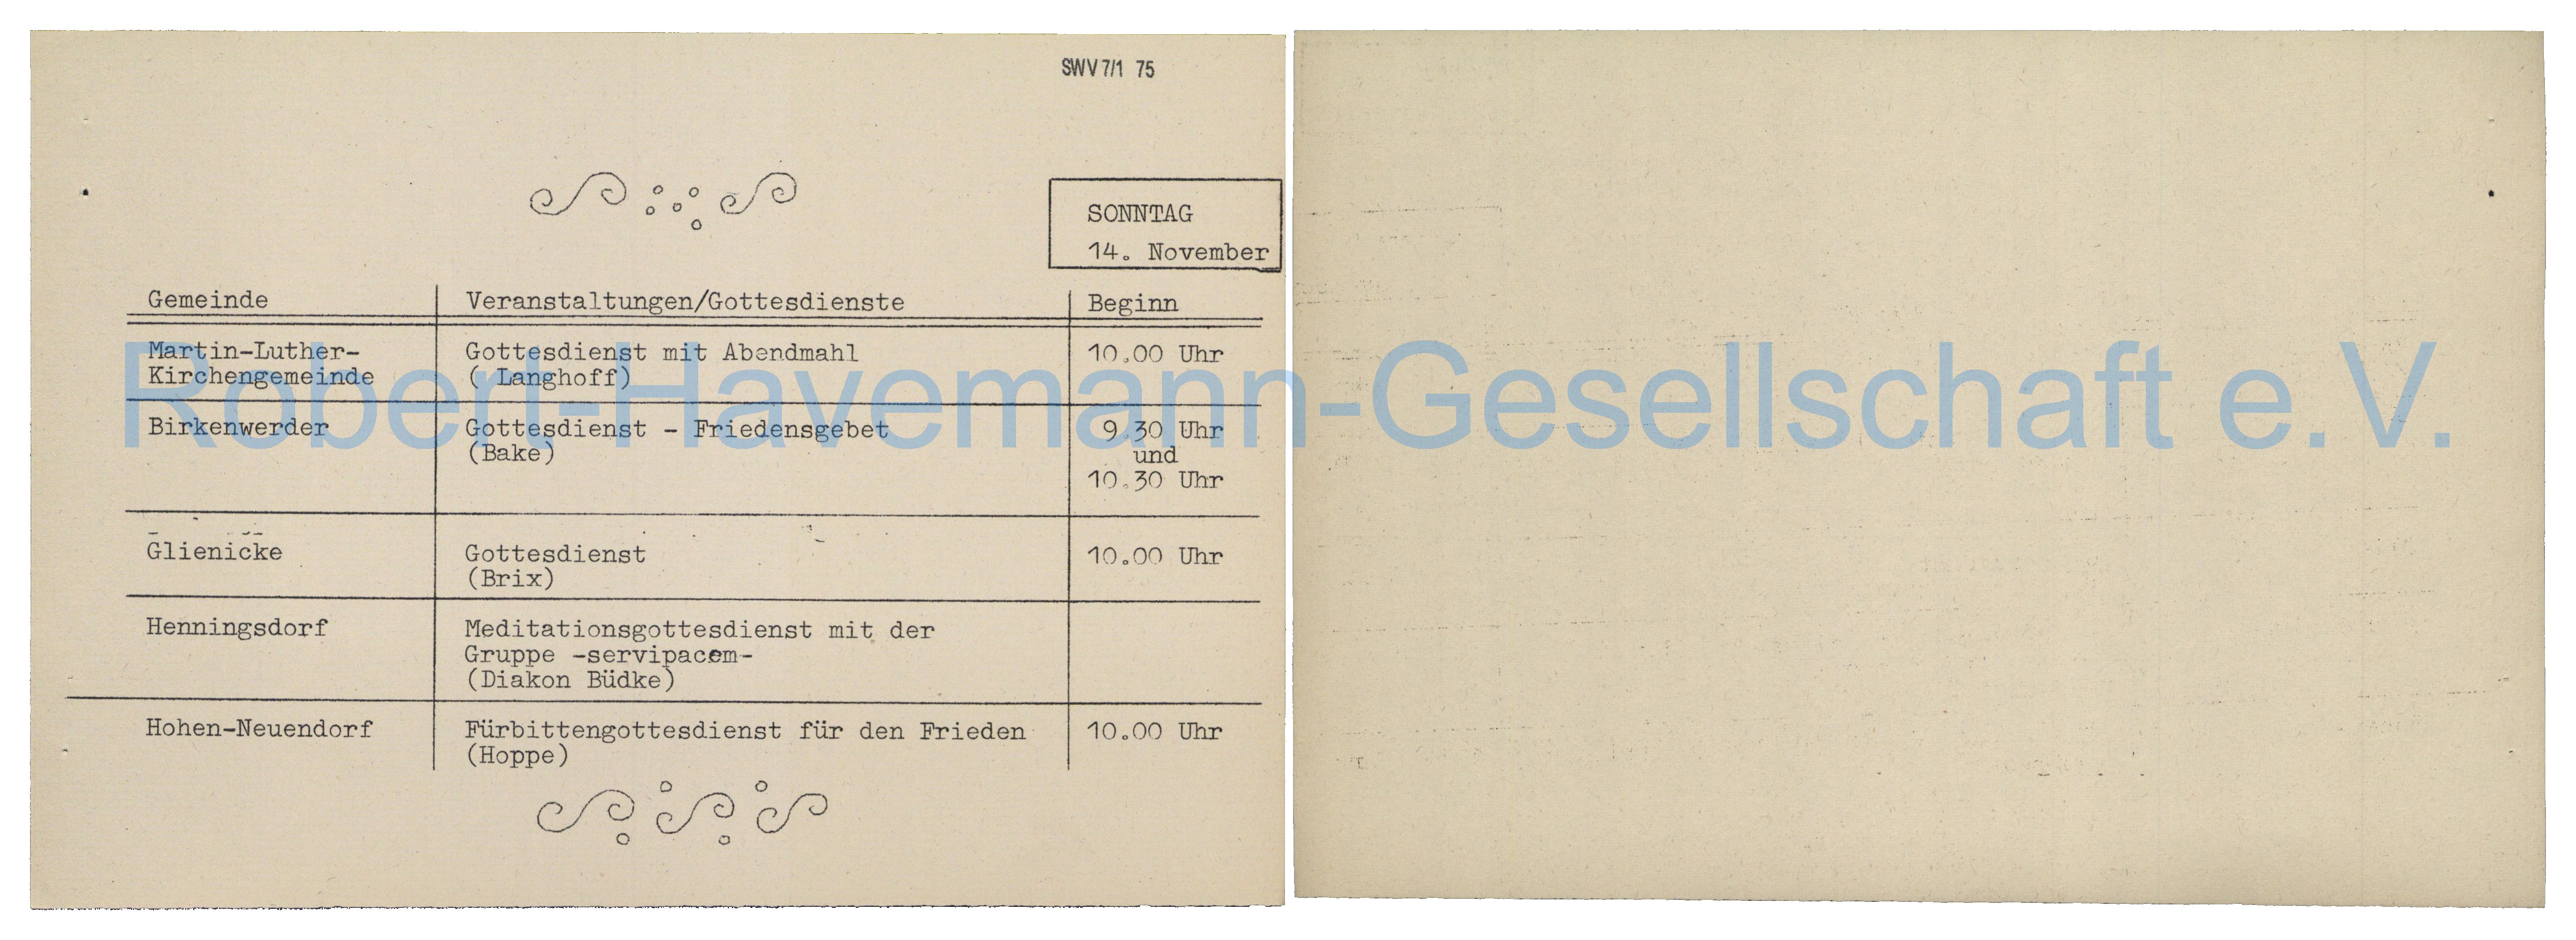 SWV 7/1 75
SONNTAG
14. November
Gemeinde Veranstaltungen/Gottesdienste Beginn
Martin-Luther- Gottesdienst mit Abendmahl 10.00 Uhr
Kirchengemeinde ( Langhoff)
Birkenwerder Gottesdienst - Friedensgebet 9.30 Uhr
(Bake) und
10.30 Uhr
Glienicke Gottesdienst 10.00 Uhr
(Brix)
Henningsdorf Meditationsgottesdienst mit der
Gruppe -servipacem-
(Diakon Büdke)
Hohen-Neuendorf Fürbittengottesdienst für den Frieden 10.00 Uhr
(Hoppe)
Robert-Havemann-Gesellschaft e.V.